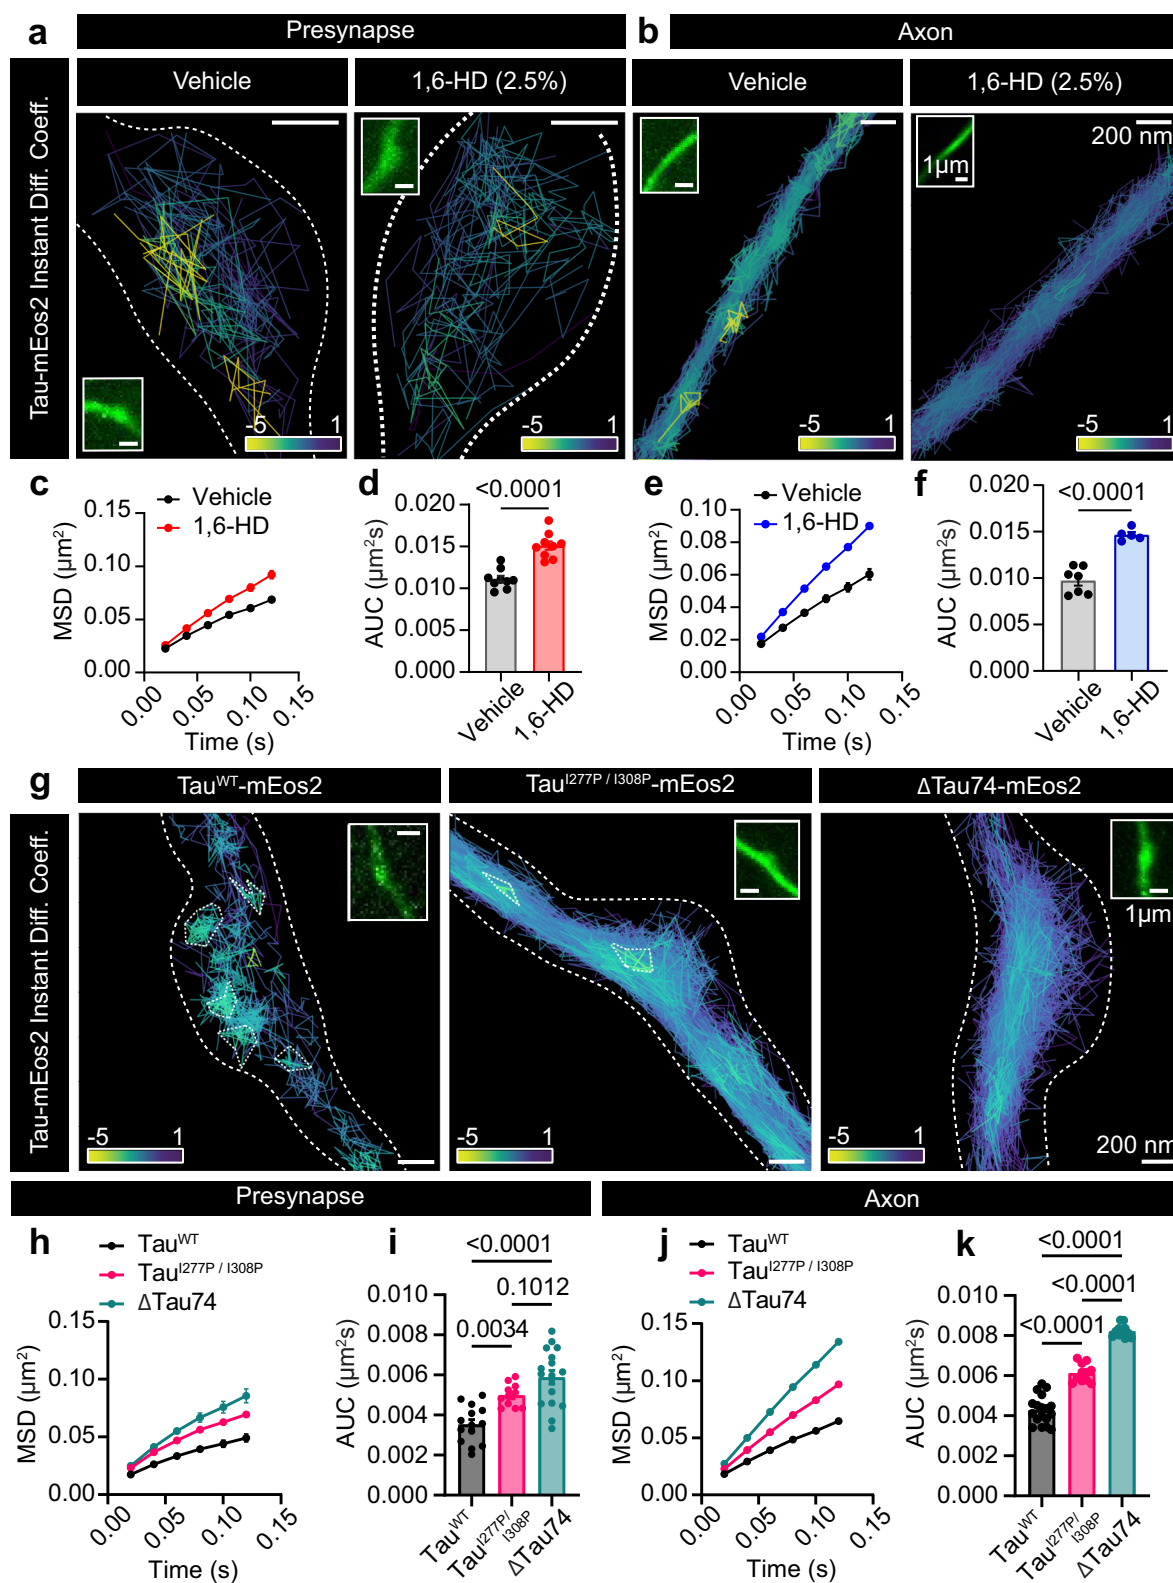 a
Presynapse
b
Axon
Tau-mEos2 Instant Diff. Coeff.
Vehicle
1,6-HD (2.5%)
Vehicle
1,6-HD (2.5%)
200 nm
1µm
-5 1
-5 1
-5 1
-5 1
c
Vehicle
1,6-HD
MSD (µm²)
0.15
0.10
0.05
0.00
0.00 0.05 0.10 0.15
Time (s)
d
<0.0001
AUC (µm²s)
0.020
0.015
0.010
0.005
0.000
Vehicle
1,6-HD
e
Vehicle
1,6-HD
MSD (µm²)
0.10
0.08
0.06
0.04
0.02
0.00
0.00 0.05 0.10 0.15
Time (s)
f
<0.0001
AUC (µm²s)
0.020
0.015
0.010
0.005
0.000
Vehicle
1,6-HD
g
Tau-mEos2 Instant Diff. Coeff.
Tau^WT-mEos2
Tau^I277P / I308P-mEos2
ΔTau74-mEos2
1µm
-5 1
-5 1
-5 1
200 nm
Presynapse
Axon
h
Tau^WT
Tau^I277P / I308P
ΔTau74
MSD (µm²)
0.15
0.10
0.05
0.00
0.00 0.05 0.10 0.15
Time (s)
i
<0.0001
0.1012
0.0034
AUC (µm²s)
0.010
0.008
0.006
0.004
0.002
0.000
Tau^WT
Tau^I277P/
I308P
ΔTau74
j
Tau^WT
Tau^I277P / I308P
ΔTau74
MSD (µm²)
0.15
0.10
0.05
0.00
0.00 0.05 0.10 0.15
Time (s)
k
<0.0001
<0.0001
<0.0001
AUC (µm²s)
0.010
0.008
0.006
0.004
0.002
0.000
Tau^WT
Tau^I277P/
I308P
ΔTau74